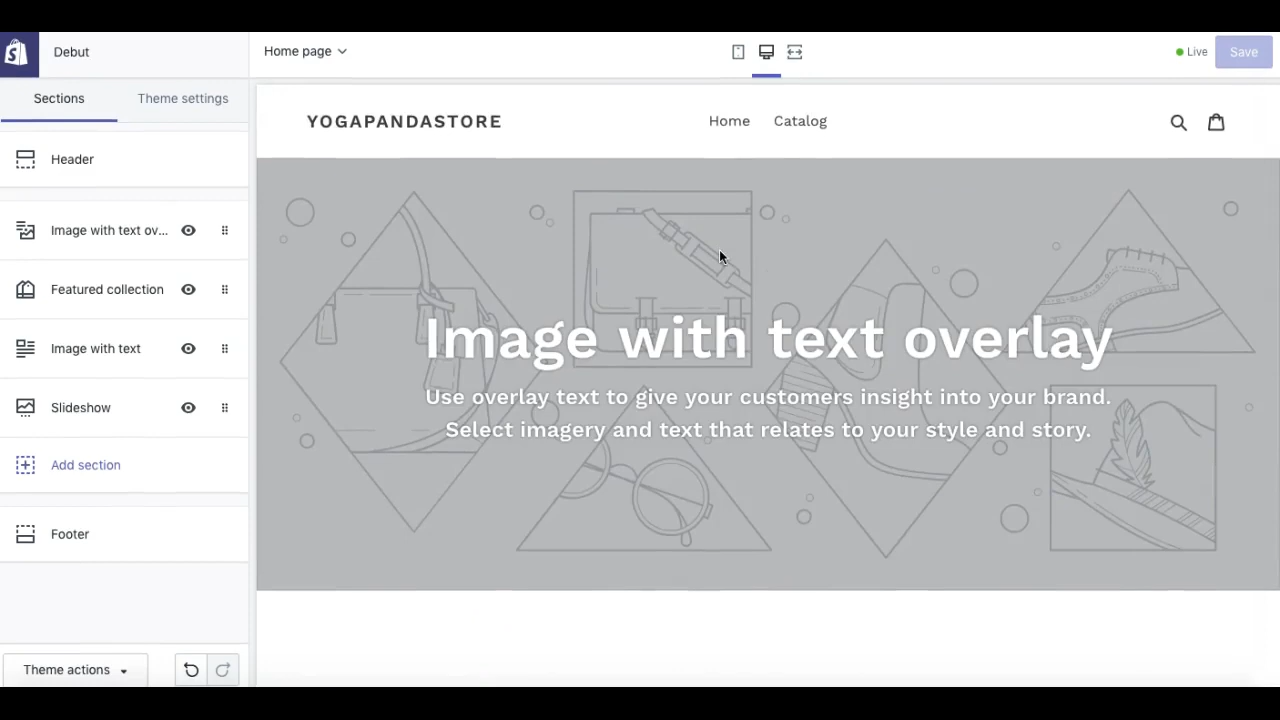 Debut
Home page
Live
Save
Sections
Theme settings
Header
Image with text ov...
Featured collection
Image with text
Slideshow
Add section
Footer
Theme actions
YOGAPANDASTORE
Home
Catalog
Image with text overlay
Use overlay text to give your customers insight into your brand.
Select imagery and text that relates to your style and story.